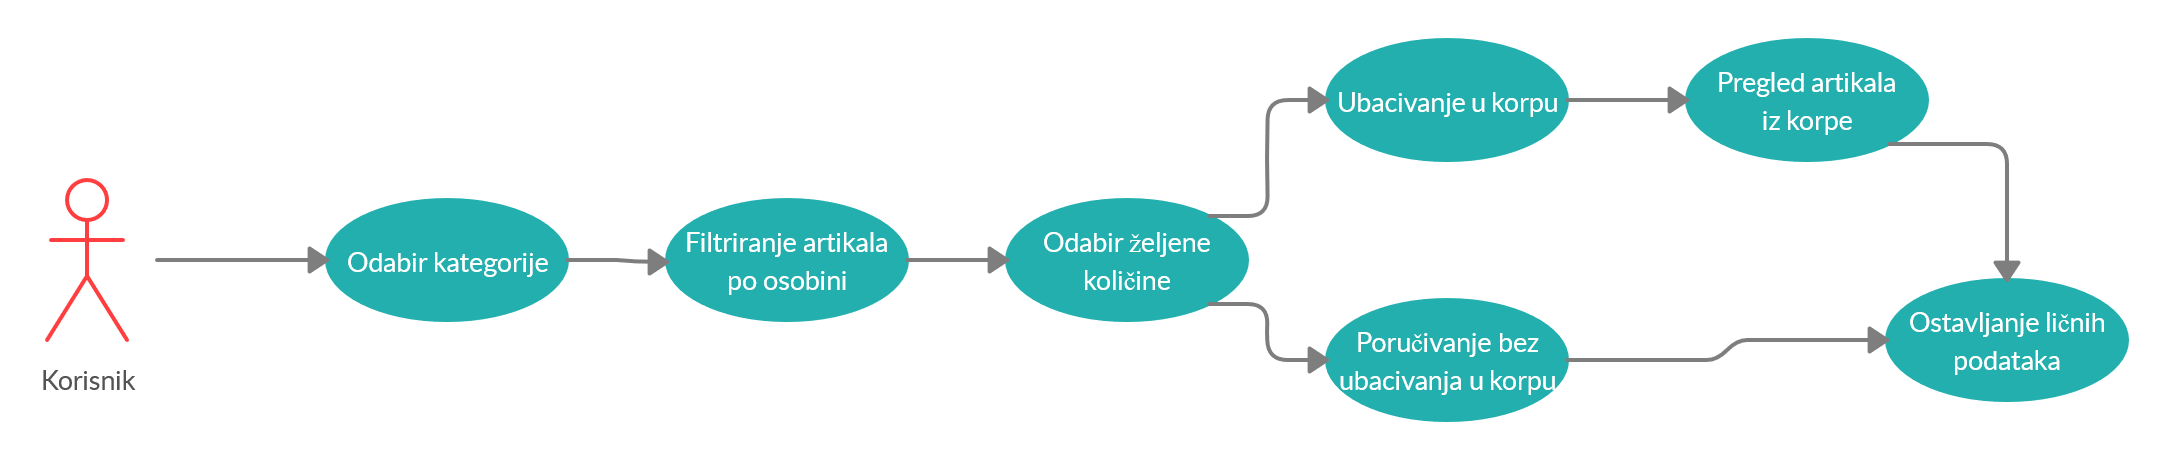 Korisnik
Odabir kategorije
Filtriranje artikala
po osobini
Odabir željene
količine
Ubacivanje u korpu
Pregled artikala
iz korpe
Poručivanje bez
ubacivanja u korpu
Ostavljanje ličnih
podataka